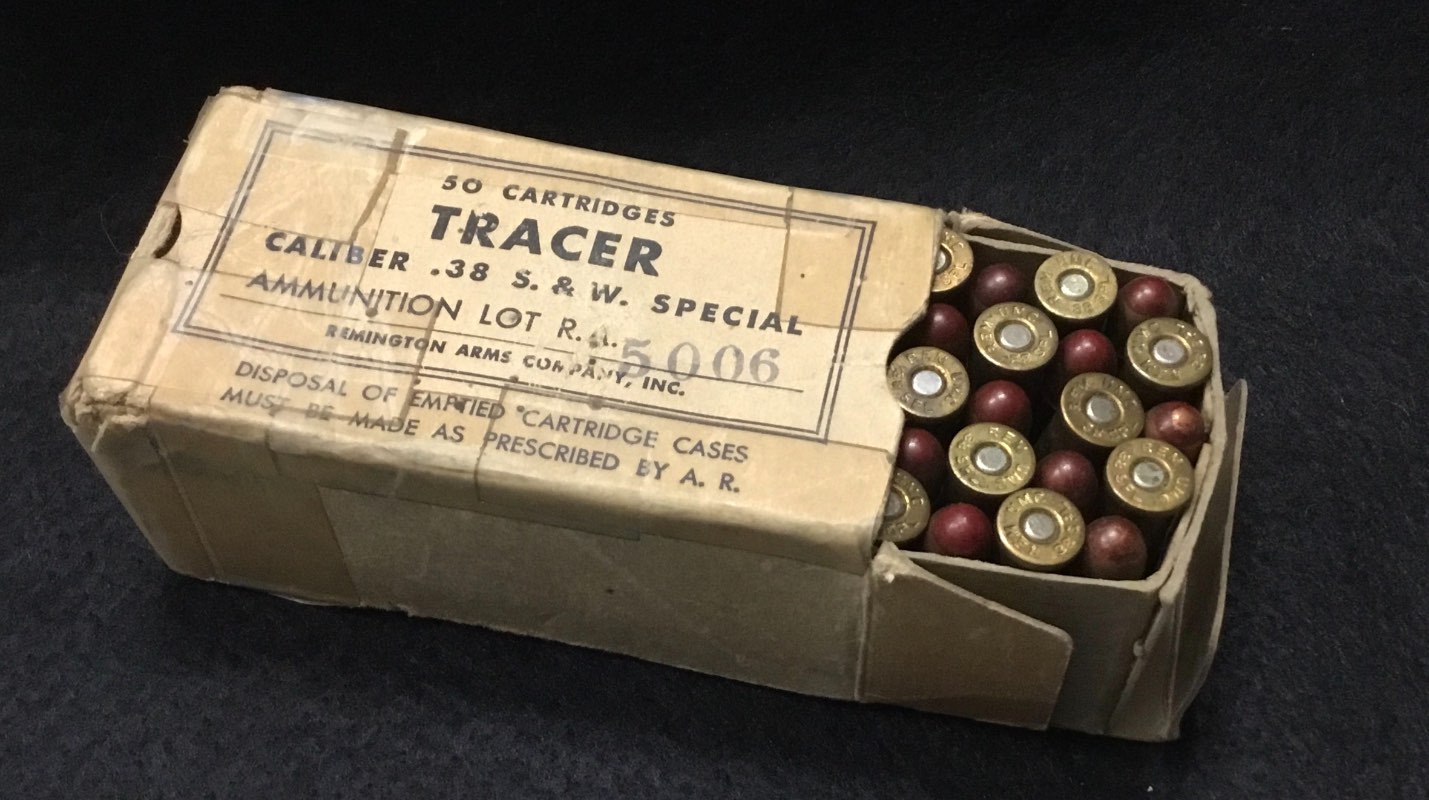 50 CARTRIDGES
TRACER
CALIBER .38 S. & W. SPECIAL
AMMUNITION LOT R.A. 5006
REMINGTON ARMS COMPANY, INC.
DISPOSAL OF EMPTIED CARTRIDGE CASES
MUST BE MADE AS PRESCRIBED BY A. R.